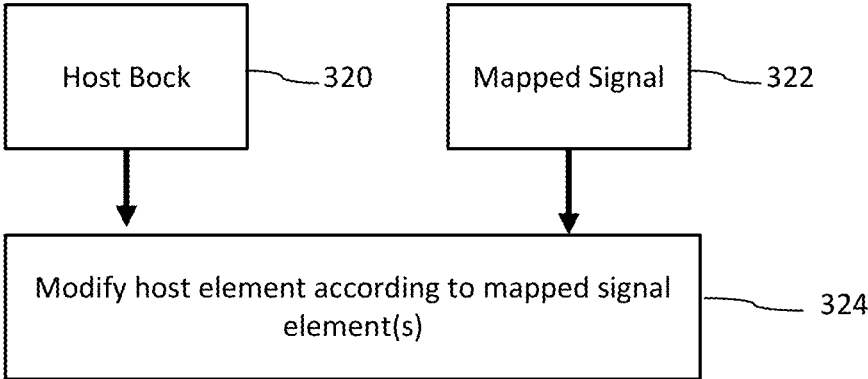 Host Bock
320
Mapped Signal
322
Modify host element according to mapped signal
element(s)
324